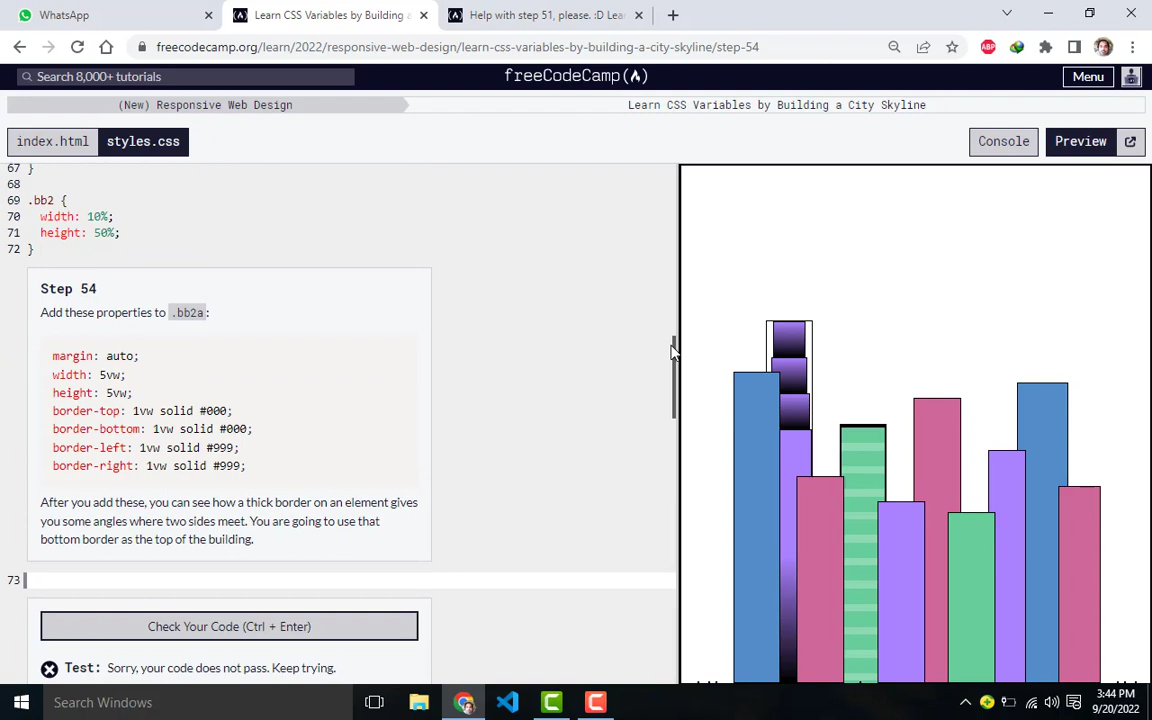 WhatsApp
Learn CSS Variables by Building a
Help with step 51, please. :D Lea
freecodecamp.org/learn/2022/responsive-web-design/learn-css-variables-by-building-a-city-skyline/step-54
ABP
Search 8,000+ tutorials
freeCodeCamp
Menu
(New) Responsive Web Design
Learn CSS Variables by Building a City Skyline
index.html
styles.css
Console
Preview
67 }
68
69 .bb2 {
70 width: 10%;
71 height: 50%;
72 }
Step 54
Add these properties to .bb2a:
margin: auto;
width: 5vw;
height: 5vw;
border-top: 1vw solid #000;
border-bottom: 1vw solid #000;
border-left: 1vw solid #999;
border-right: 1vw solid #999;
After you add these, you can see how a thick border on an element gives
you some angles where two sides meet. You are going to use that
bottom border as the top of the building.
73
Check Your Code (Ctrl + Enter)
Test: Sorry, your code does not pass. Keep trying.
Search Windows
3:44 PM
9/20/2022